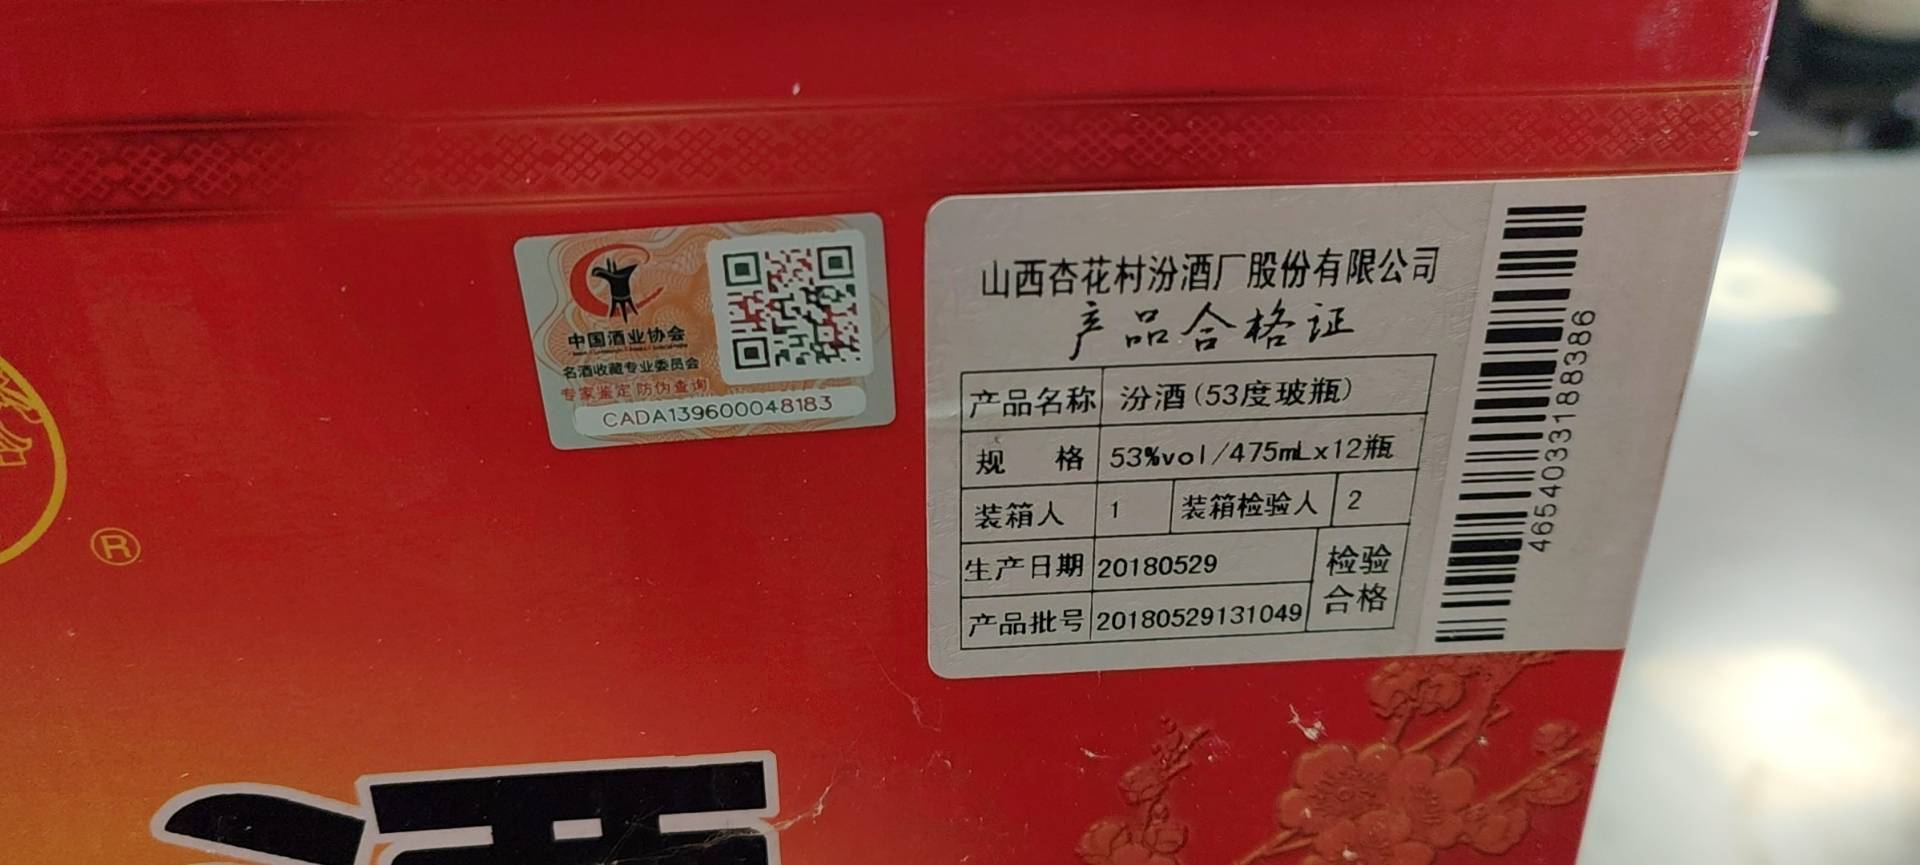 中国酒业协会
名酒收藏专业委员会
专家鉴定防伪查询
CADA139600048183
®
山西杏花村汾酒厂股份有限公司
产品合格证
产品名称 汾酒(53度玻瓶)
规 格 53%vol/475mLx12瓶
装箱人 1 装箱检验人 2
生产日期 20180529 检验
产品批号 20180529131049 合格
4654033188386
酒